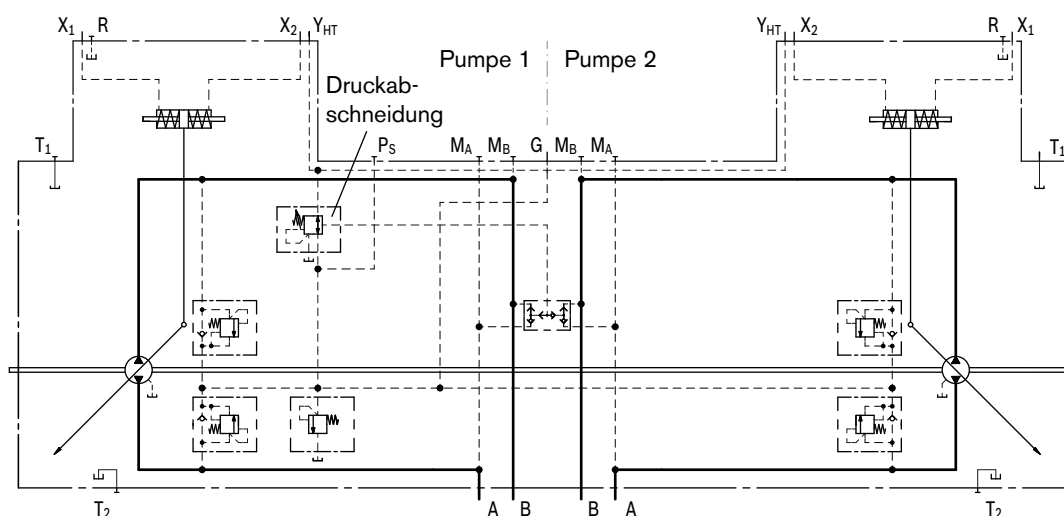 X1 R X2 YHT YHT X2 R X1
Pumpe 1 Pumpe 2
Druckab-
schneidung
T1 PS MA MB G MB MA T1
T2 A B B A T2